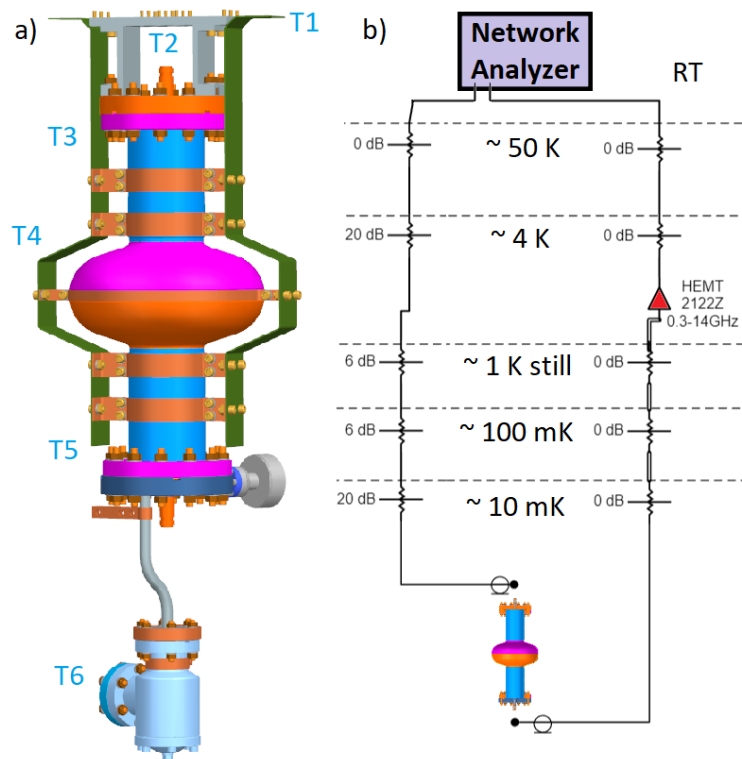 a)
T1
T2
T3
T4
T5
T6
b)
Network
Analyzer
RT
0 dB
~ 50 K
0 dB
20 dB
~ 4 K
0 dB
HEMT
2122Z
0.3-14GHz
6 dB
~ 1 K still
0 dB
6 dB
~ 100 mK
0 dB
20 dB
~ 10 mK
0 dB